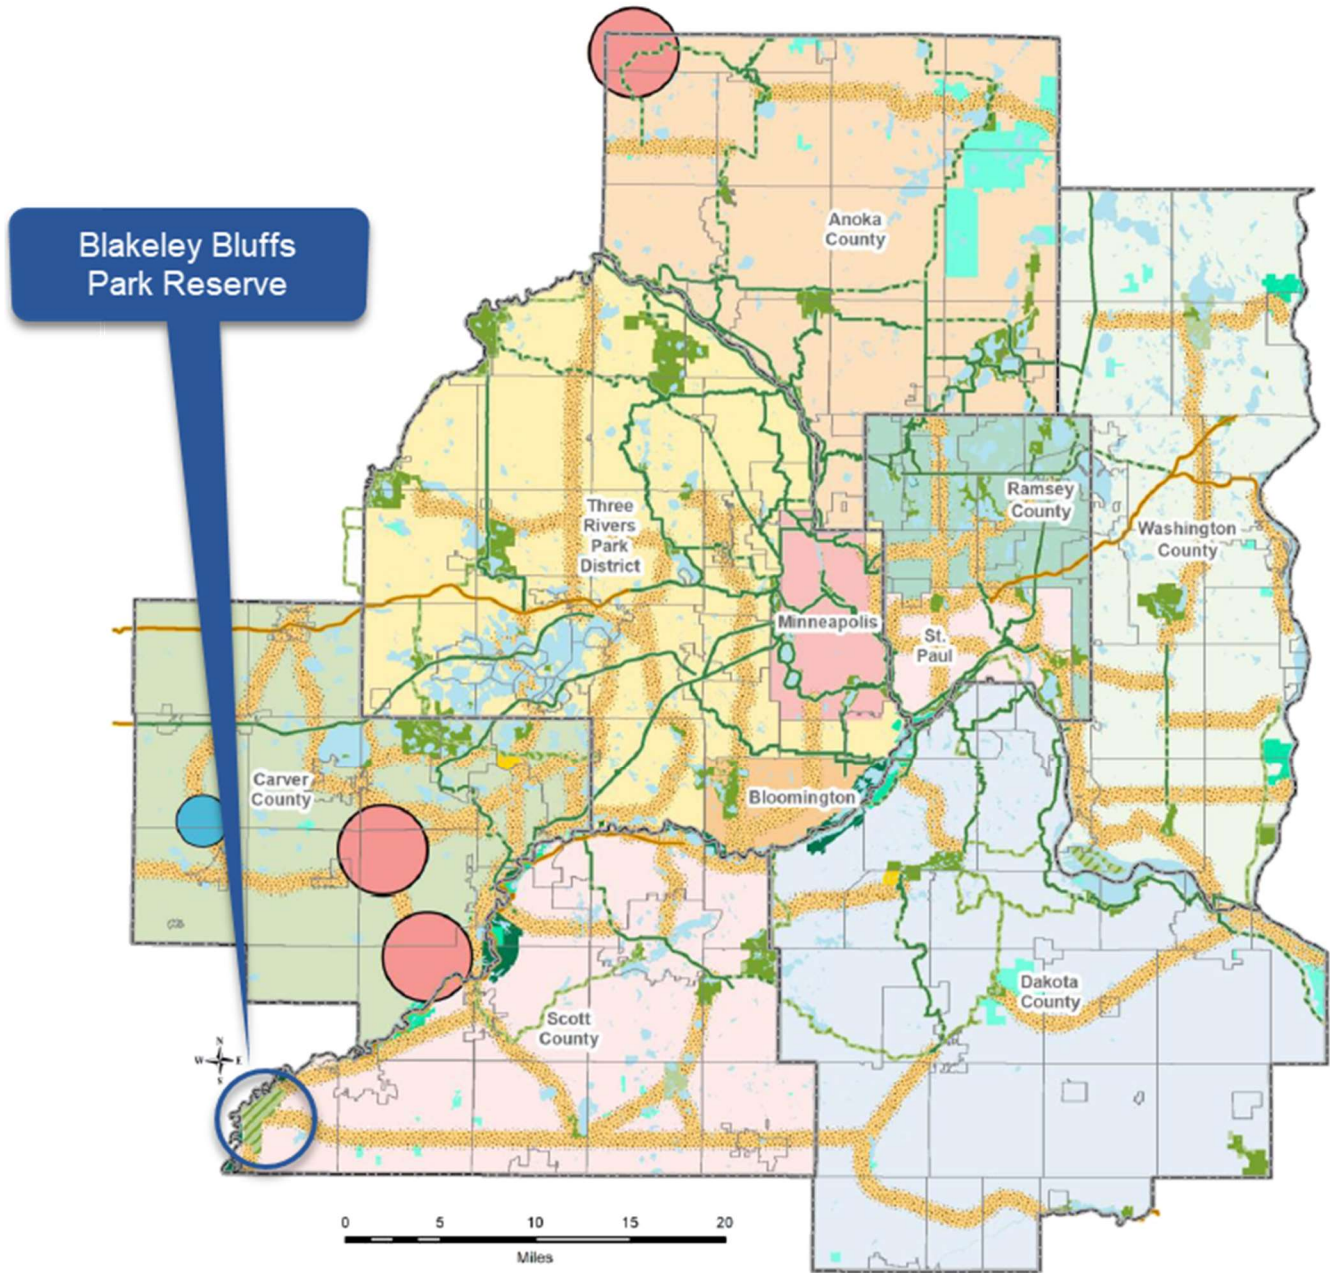 Blakeley Bluffs
Park Reserve
Anoka
County
Three
Rivers
Park
District
Ramsey
County
Washington
County
Minneapolis
St.
Paul
Carver
County
Bloomington
Scott
County
Dakota
County
N
W E
S
0 5 10 15 20
Miles